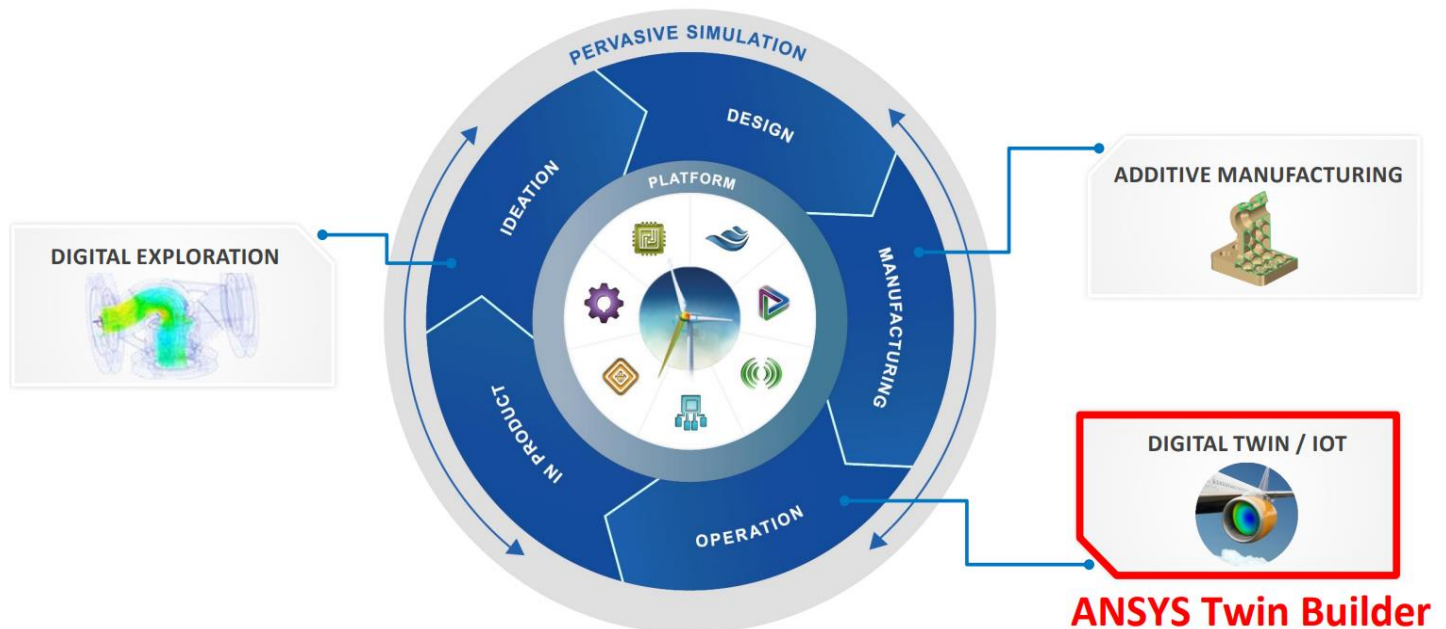 PERVASIVE SIMULATION
DESIGN
IDEATION
PLATFORM
ADDITIVE MANUFACTURING
DIGITAL EXPLORATION
MANUFACTURING
IN PRODUCT
OPERATION
DIGITAL TWIN / IOT
ANSYS Twin Builder